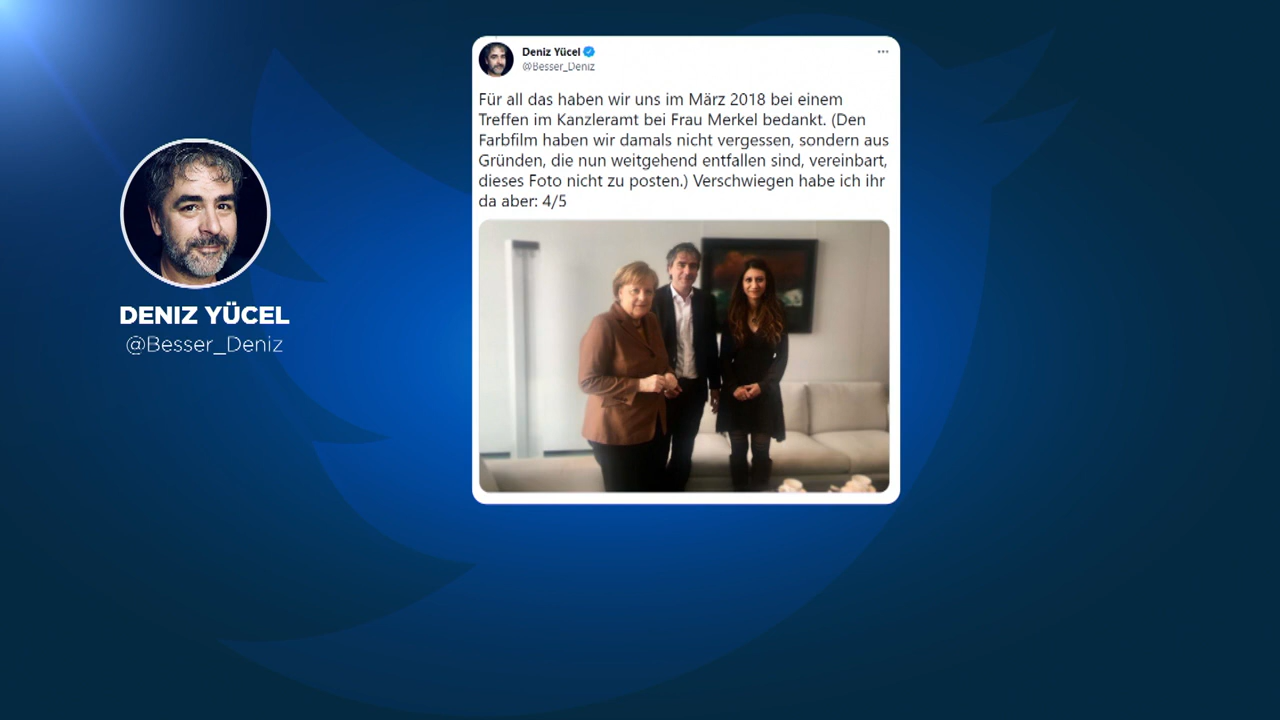 DENIZ YÜCEL
@Besser_Deniz
Deniz Yücel
@Besser_Deniz
Für all das haben wir uns im März 2018 bei einem
Treffen im Kanzleramt bei Frau Merkel bedankt. (Den
Farbfilm haben wir damals nicht vergessen, sondern aus
Gründen, die nun weitgehend entfallen sind, vereinbart,
dieses Foto nicht zu posten.) Verschwiegen habe ich ihr
da aber: 4/5